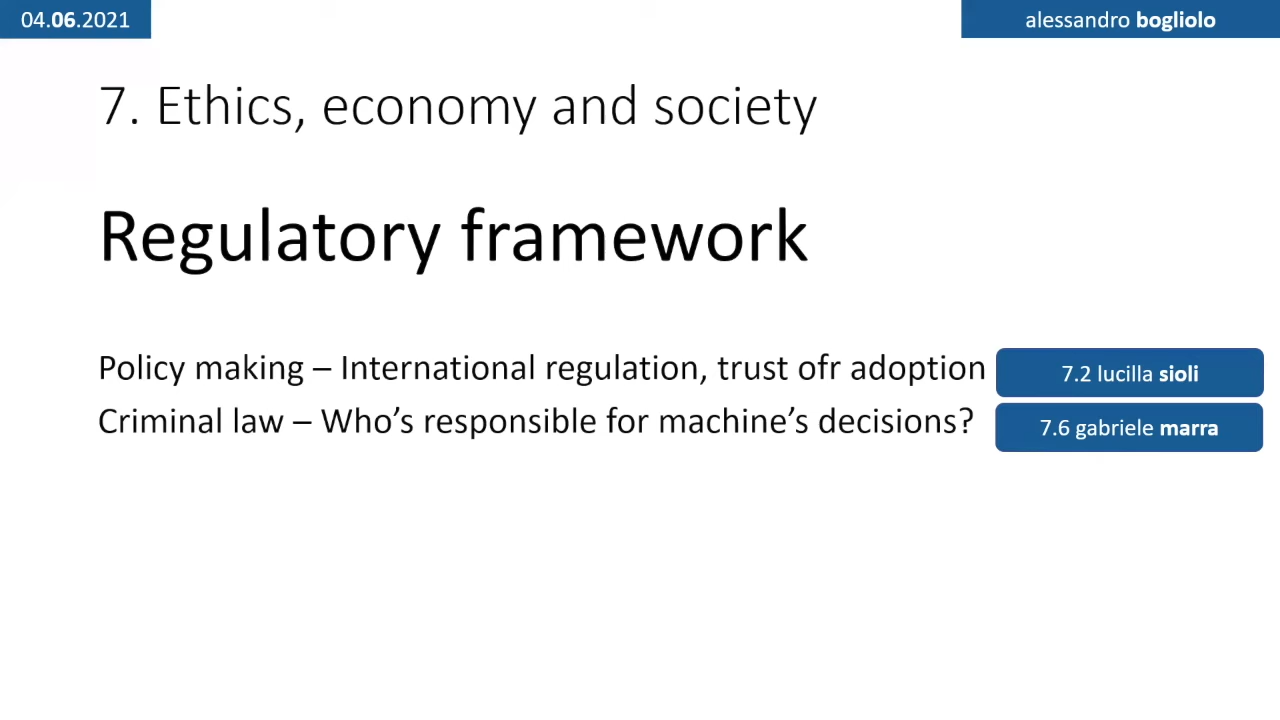 04.06.2021
alessandro bogliolo
7. Ethics, economy and society
Regulatory framework
Policy making – International regulation, trust ofr adoption
7.2 lucilla sioli
Criminal law – Who’s responsible for machine’s decisions?
7.6 gabriele marra